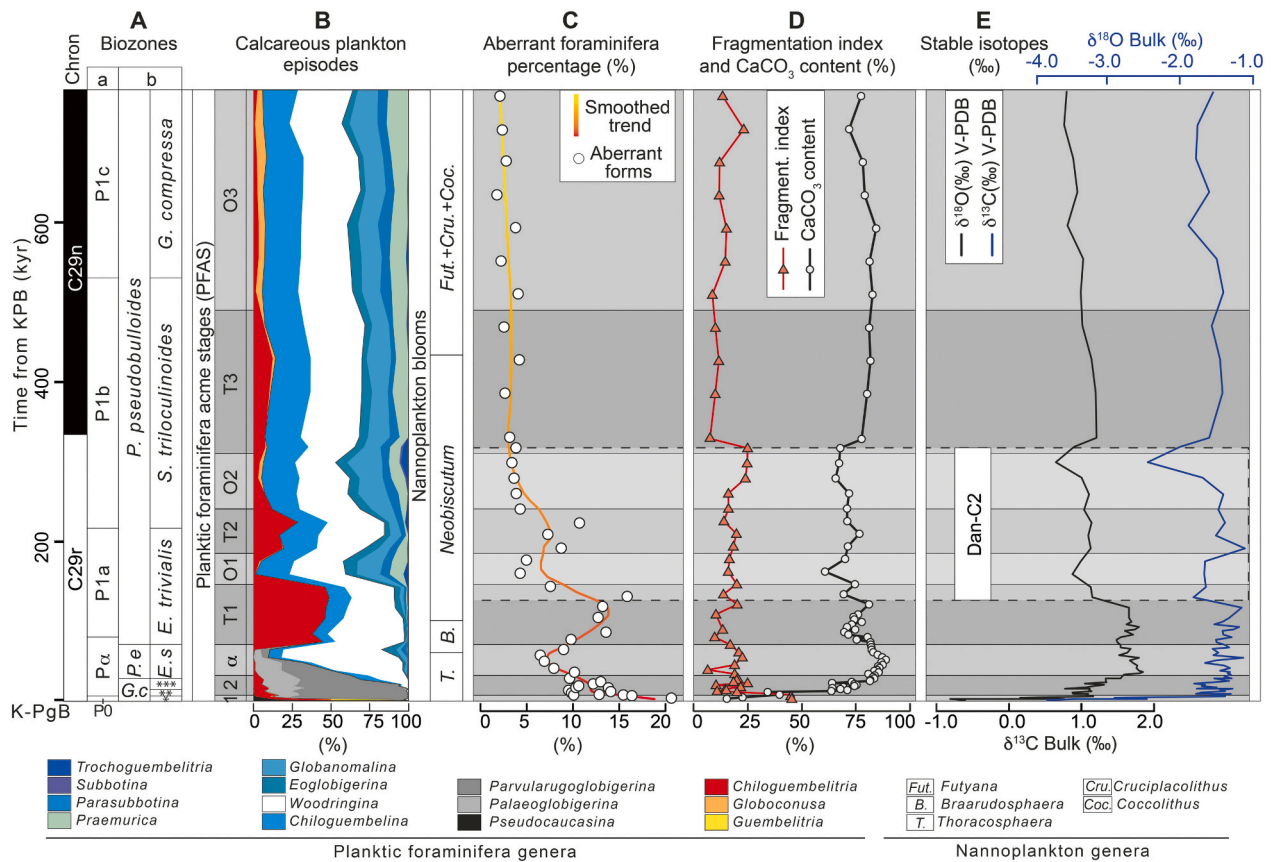 A
B
C
D
E
Biozones
Calcareous plankton
episodes
Aberrant foraminifera
percentage (%)
Fragmentation index
and CaCO3 content (%)
Stable isotopes
(‰)
δ18O Bulk (‰)
-4.0
-3.0
-2.0
-1.0
Chron
a
b
Time from KPB (kyr)
600
400
200
K-PgB
C29n
C29r
P1c
P1b
P1a
Pα
P0
P. pseudobulloides
P.e
G.c
G. compressa
S. triloculinoides
E. trivialis
E.s
***
**
Planktic foraminifera acme stages (PFAS)
O3
T3
O2
T2
O1
T1
α
2
1
Nannoplankton blooms
Fut.+Cru.+Coc.
Neobiscutum
B.
T.
Smoothed
trend
Aberrant
forms
Fragment. index
CaCO3
content
δ18O(‰) V-PDB
δ13C(‰) V-PDB
Dan-C2
0
25
50
75
100
(%)
0
5
10
15
20
(%)
0
25
50
75
100
(%)
-1.0
0.0
1.0
2.0
δ13C Bulk (‰)
Trochoguembelitria
Subbotina
Parasubbotina
Praemurica
Globanomalina
Eoglobigerina
Woodringina
Chiloguembelina
Parvularugoglobigerina
Palaeoglobigerina
Pseudocaucasina
Chiloguembelitria
Globoconusa
Guembelitria
Fut. Futyana
B. Braarudosphaera
T. Thoracosphaera
Cru. Cruciplacolithus
Coc. Coccolithus
Planktic foraminifera genera
Nannoplankton genera